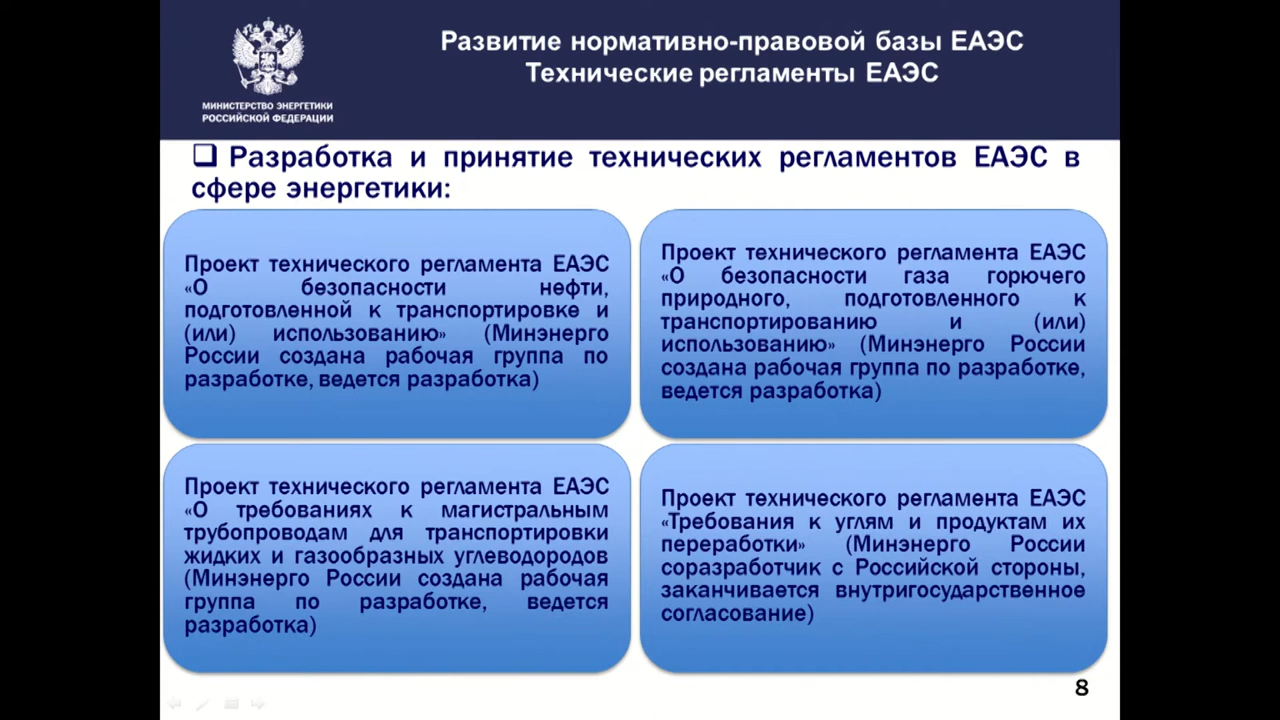 Развитие нормативно-правовой базы ЕАЭС
Технические регламенты ЕАЭС
МИНИСТЕРСТВО ЭНЕРГЕТИКИ
РОССИЙСКОЙ ФЕДЕРАЦИИ
Разработка и принятие технических регламентов ЕАЭС в
сфере энергетики:
Проект технического регламента ЕАЭС
«О безопасности нефти,
подготовленной к транспортировке и
(или) использованию» (Минэнерго
России создана рабочая группа по
разработке, ведется разработка)
Проект технического регламента ЕАЭС
«О безопасности газа горючего
природного, подготовленного к
транспортированию и (или)
использованию» (Минэнерго России
создана рабочая группа по разработке,
ведется разработка)
Проект технического регламента ЕАЭС
«О требованиях к магистральным
трубопроводам для транспортировки
жидких и газообразных углеводородов
(Минэнерго России создана рабочая
группа по разработке, ведется
разработка)
Проект технического регламента ЕАЭС
«Требования к углям и продуктам их
переработки» (Минэнерго России
соразработчик с Российской стороны,
заканчивается внутригосударственное
согласование)
8